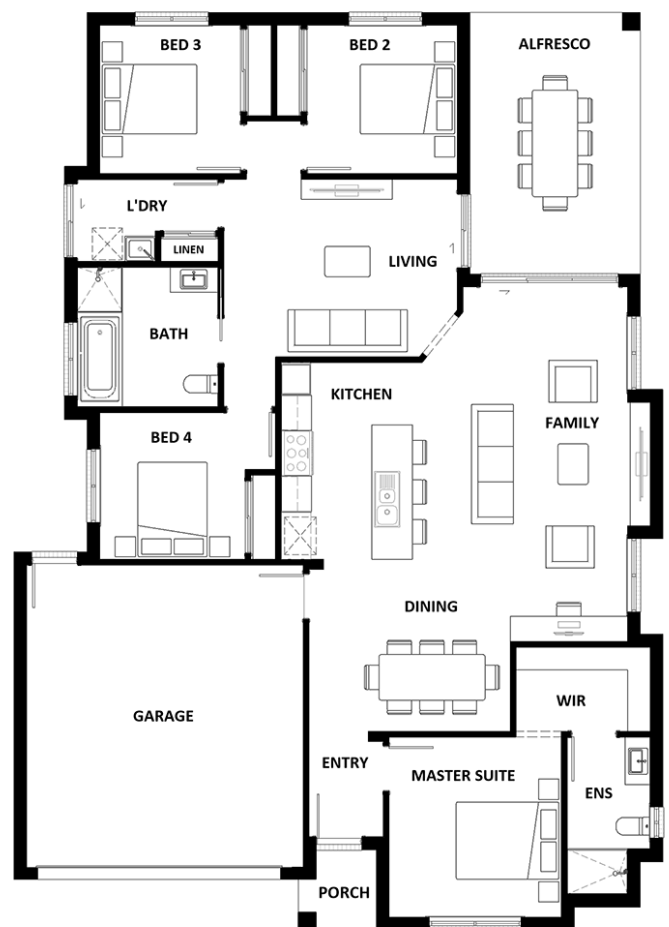 BED 3
BED 2
ALFRESCO
L'DRY
LINEN
LIVING
BATH
KITCHEN
FAMILY
BED 4
DINING
WIR
GARAGE
ENTRY
MASTER SUITE
ENS
PORCH